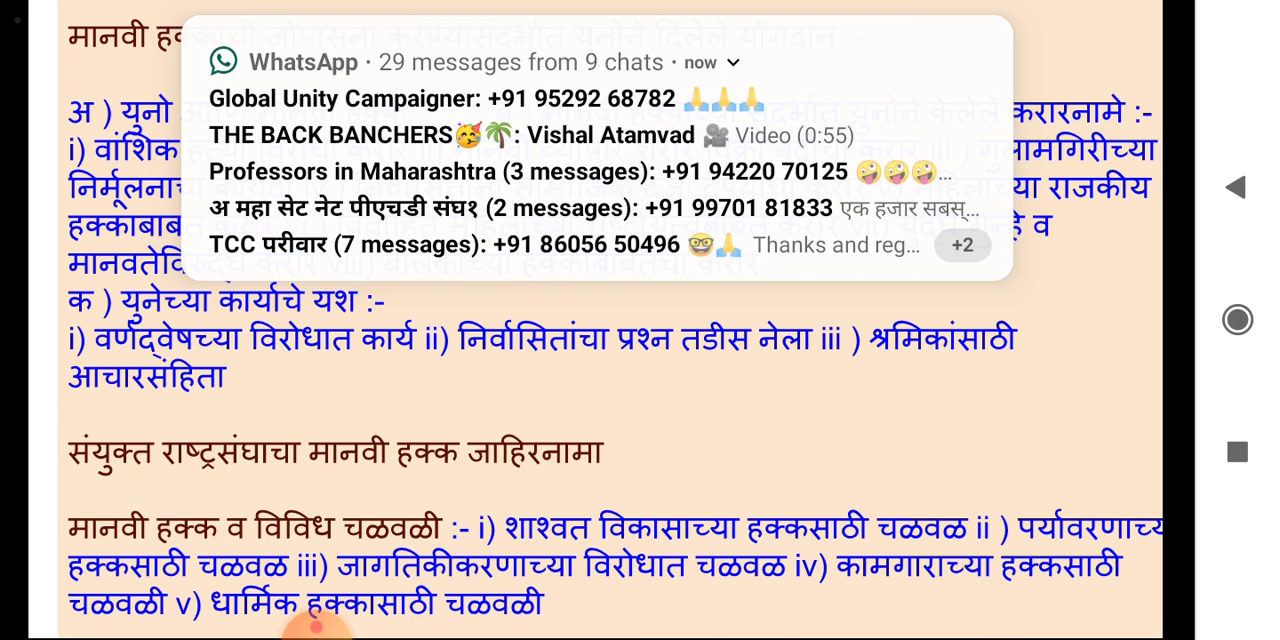 मानवी हक्काची जोपासना करण्यासंदर्भात युनोने दिलेले योगदान :-
WhatsApp · 29 messages from 9 chats · now
Global Unity Campaigner: +91 95292 68782 🙏🙏🙏
THE BACK BANCHERS🥳🌴: Vishal Atamvad 🎥 Video (0:55)
Professors in Maharashtra (3 messages): +91 94220 70125 🤪🤪🤪…
अ महा सेट नेट पीएचडी संघ१ (2 messages): +91 99701 81833 एक हजार सबस्…
TCC परीवार (7 messages): +91 86056 50496 🤓🙏 Thanks and reg… +2
अ ) युनो करारनामे :-
i) वांशिक गुलामगिरीच्या
निर्मूलनाचा राजकीय
हक्काबाबत व
क ) युनेच्या कार्याचे यश :-
i) वर्णद्वेषच्या विरोधात कार्य ii) निर्वासितांचा प्रश्न तडीस नेला iii ) श्रमिकांसाठी
आचारसंहिता
संयुक्त राष्ट्रसंघाचा मानवी हक्क जाहिरनामा
मानवी हक्क व विविध चळवळी :- i) शाश्वत विकासाच्या हक्कसाठी चळवळ ii ) पर्यावरणाच्य
हक्कसाठी चळवळ iii) जागतिकीकरणाच्या विरोधात चळवळ iv) कामगाराच्या हक्कसाठी
चळवळी v) धार्मिक हक्कासाठी चळवळी